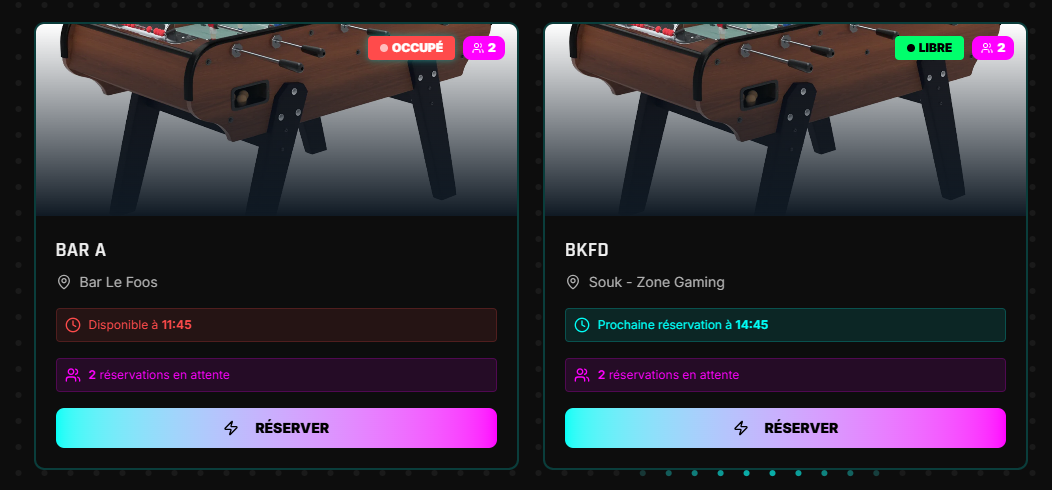 OCCUPÉ 2
BAR A
Bar Le Foos
Disponible à 11:45
2 réservations en attente
RÉSERVER
LIBRE 2
BKFD
Souk - Zone Gaming
Prochaine réservation à 14:45
2 réservations en attente
RÉSERVER